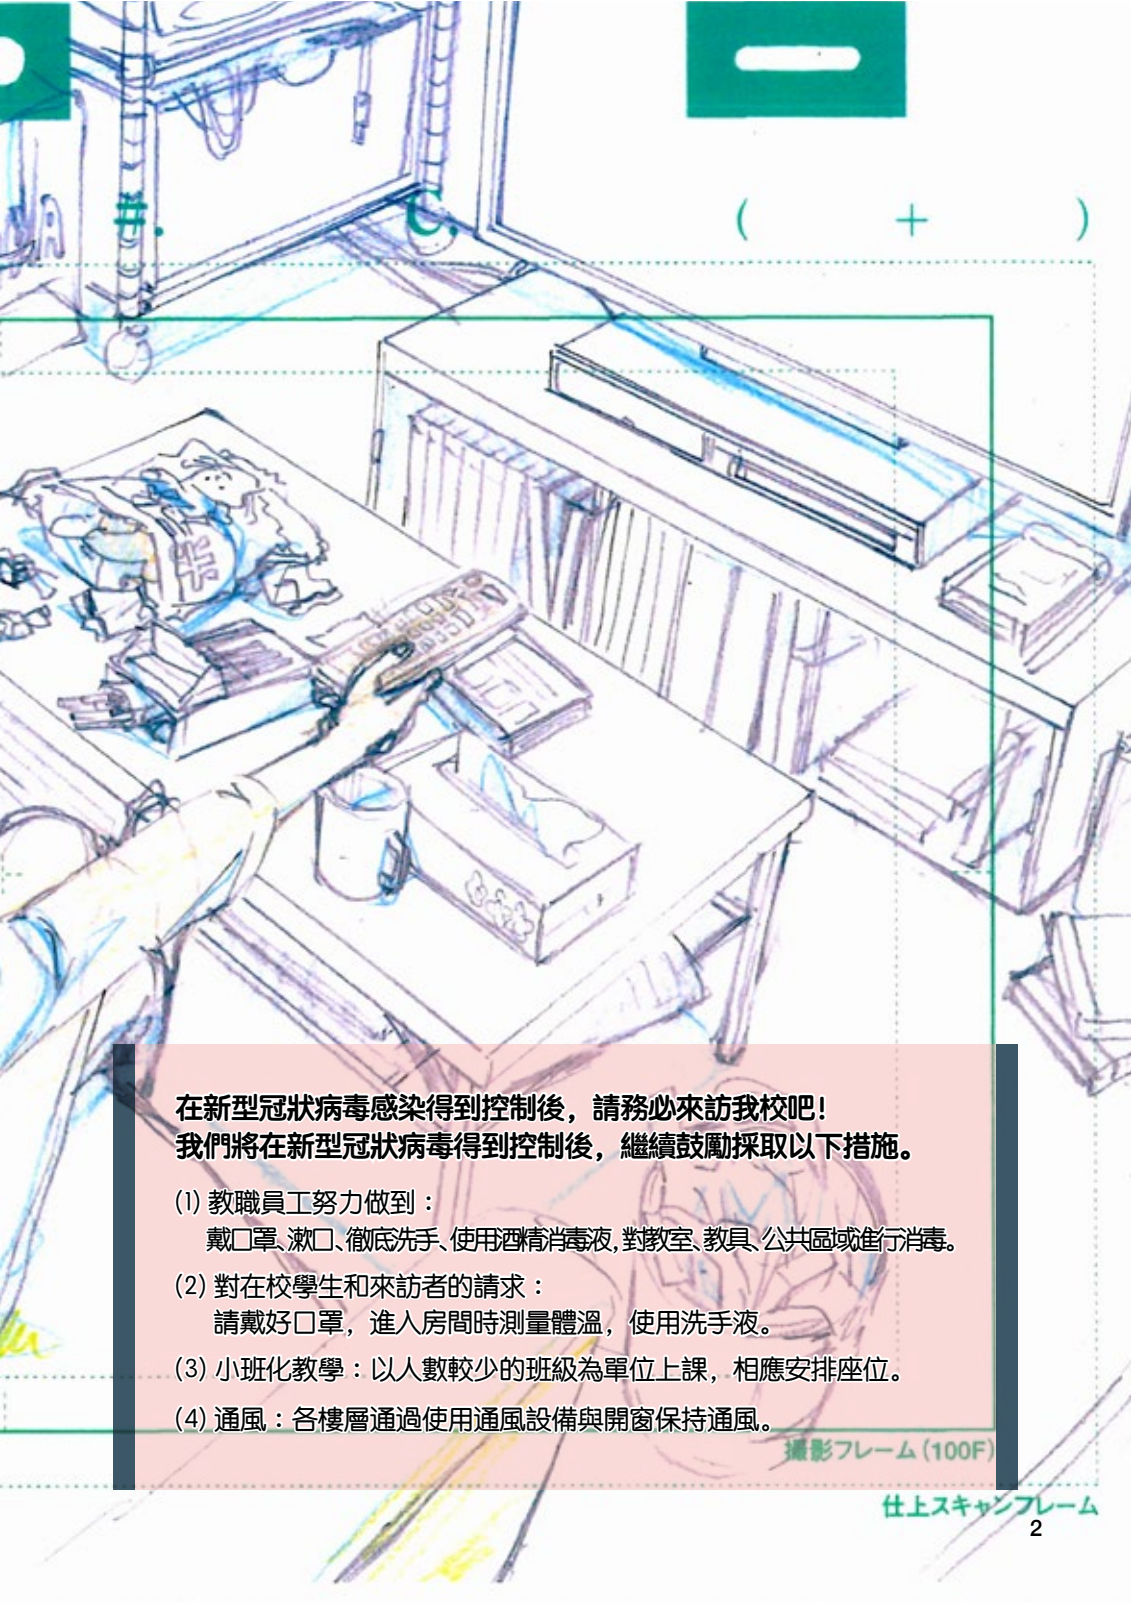 #.
C.
( + )
米
在新型冠狀病毒感染得到控制後，請務必來訪我校吧！
我們將在新型冠狀病毒得到控制後，繼續鼓勵採取以下措施。
(1) 教職員工努力做到：
戴口罩、漱口、徹底洗手、使用酒精消毒液，對教室、教具、公共區域進行消毒。
(2) 對在校學生和來訪者的請求：
請戴好口罩，進入房間時測量體溫，使用洗手液。
(3) 小班化教學：以人數較少的班級為單位上課，相應安排座位。
(4) 通風：各樓層通過使用通風設備與開窗保持通風。
撮影フレーム (100F)
仕上スキャンフレーム
2